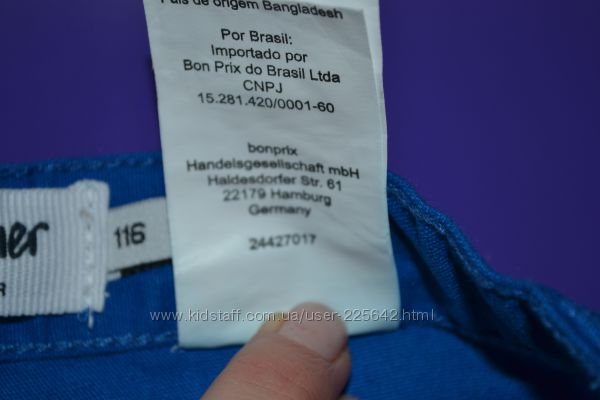 País de origem Bangladesh
Por Brasil:
Importado por
Bon Prix do Brasil Ltda
CNPJ
15.281.420/0001-60
bonprix
Handelsgesellschaft mbH
Haldesdorfer Str. 61
22179 Hamburg
Germany
24427017
116
www.kidstaff.com.ua/user-225642.html